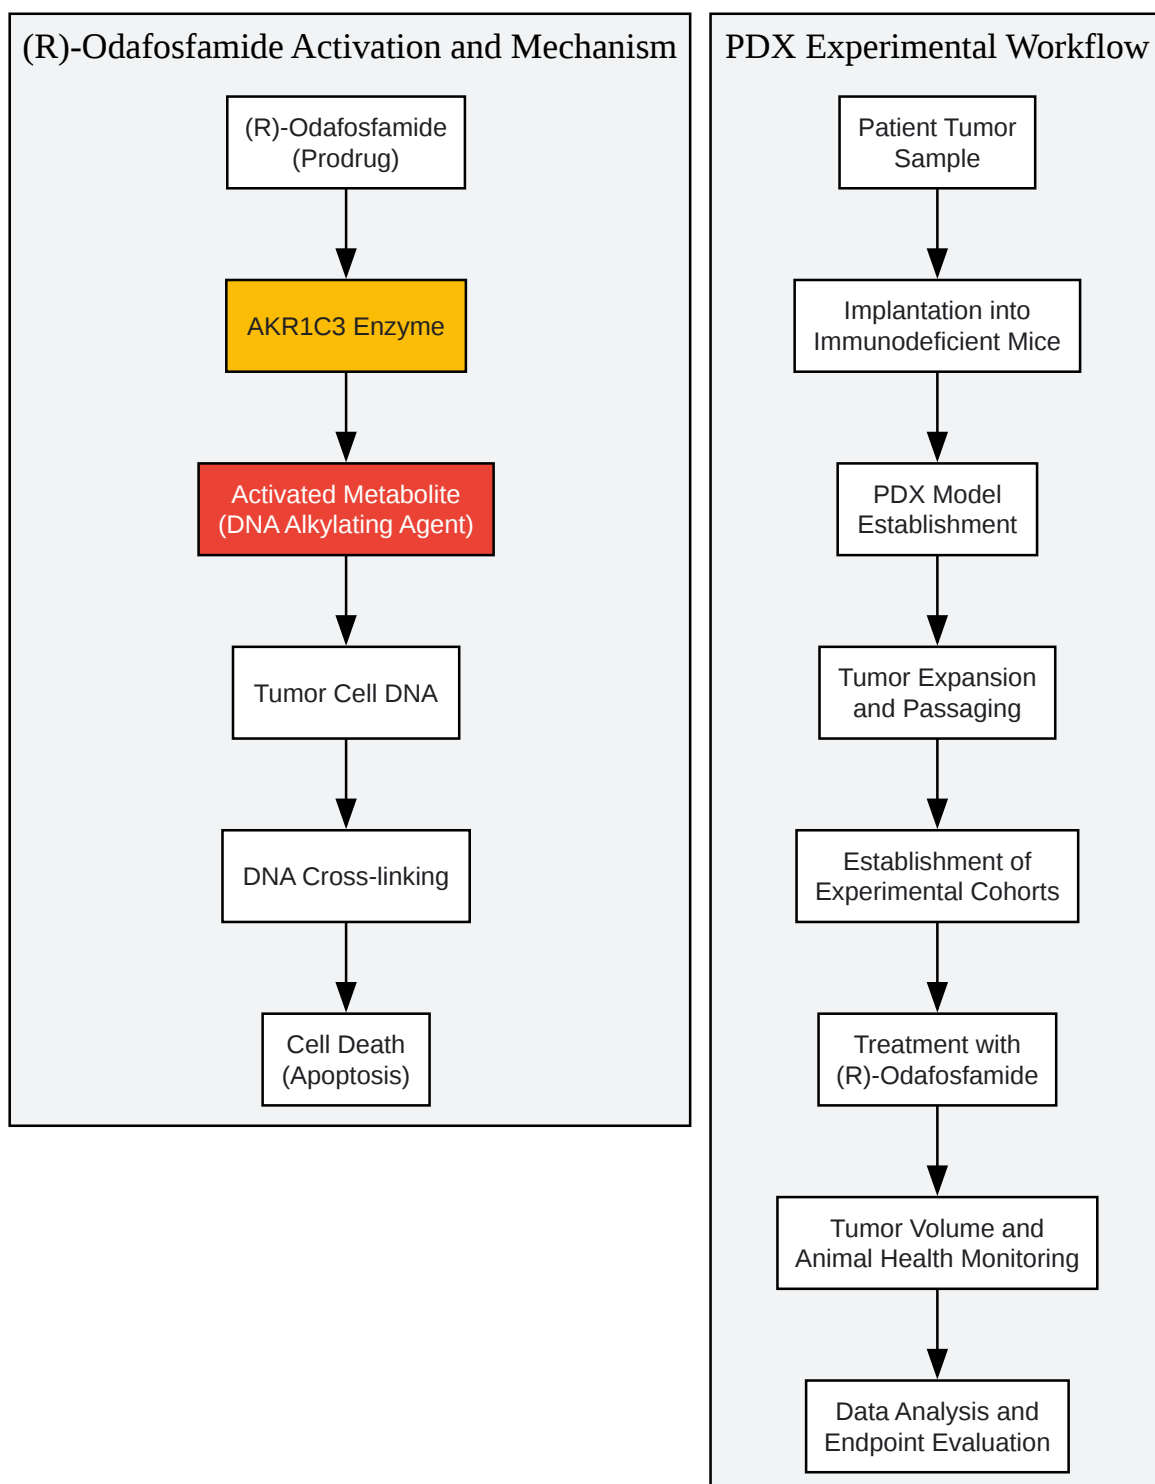 (R)-Odafosfamide Activation and Mechanism
(R)-Odafosfamide
(Prodrug)
AKR1C3 Enzyme
Activated Metabolite
(DNA Alkylating Agent)
Tumor Cell DNA
DNA Cross-linking
Cell Death
(Apoptosis)
PDX Experimental Workflow
Patient Tumor
Sample
Implantation into
Immunodeficient Mice
PDX Model
Establishment
Tumor Expansion
and Passaging
Establishment of
Experimental Cohorts
Treatment with
(R)-Odafosfamide
Tumor Volume and
Animal Health Monitoring
Data Analysis and
Endpoint Evaluation